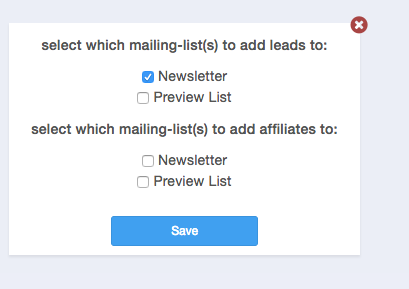 select which mailing-list(s) to add leads to:
Newsletter
Preview List
select which mailing-list(s) to add affiliates to:
Newsletter
Preview List
Save